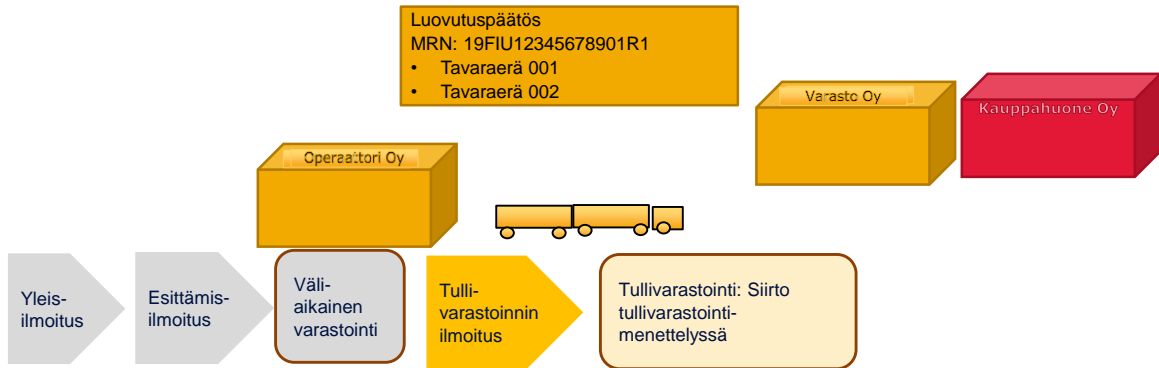 Luovutuspäätös
MRN: 19FIU12345678901R1
• Tavaraerä 001
• Tavaraerä 002
Varasto Oy
Kauppahuone Oy
Operaattori Oy
Yleis-
ilmoitus
Esittämis-
ilmoitus
Väli-
aikainen
varastointi
Tulli-
varastoinnin
ilmoitus
Tullivarastointi: Siirto
tullivarastointi-
menettelyssä